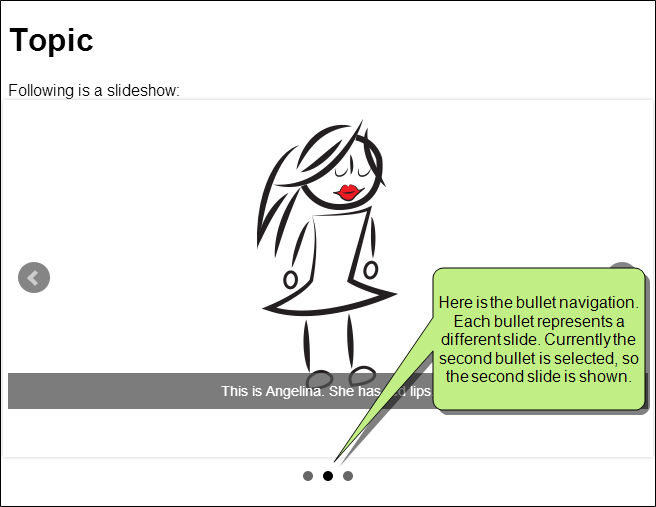 Topic
Following is a slideshow:
Here is the bullet navigation.
Each bullet represents a
different slide. Currently the
second bullet is selected, so
the second slide is shown.
This is Angelina. She has lips